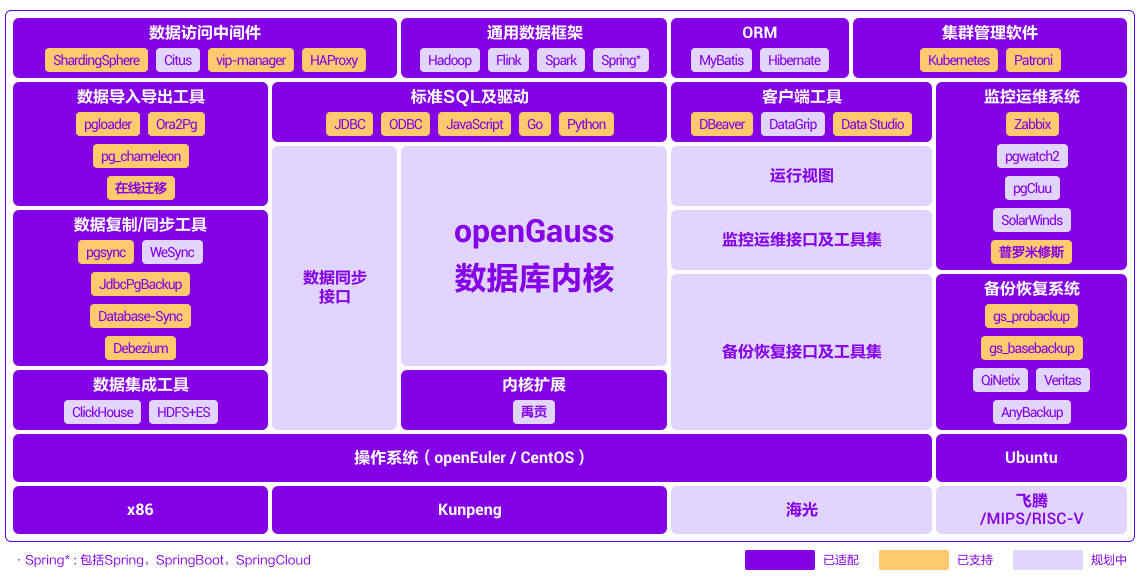 数据访问中间件
ShardingSphere Citus vip-manager HAProxy
通用数据框架
Hadoop Flink Spark Spring*
ORM
MyBatis Hibernate
集群管理软件
Kubernetes Patroni
数据导入导出工具
pgloader Ora2Pg
pg_chameleon
在线迁移
标准SQL及驱动
JDBC ODBC JavaScript Go Python
客户端工具
DBeaver DataGrip Data Studio
监控运维系统
Zabbix
pgwatch2
pgCluu
SolarWinds
普罗米修斯
数据复制/同步工具
pgsync WeSync
JdbcPgBackup
Database-Sync
Debezium
数据同步
接口
openGauss
数据库内核
运行视图
监控运维接口及工具集
备份恢复接口及工具集
备份恢复系统
gs_probackup
gs_basebackup
QiNetix Veritas
AnyBackup
数据集成工具
ClickHouse HDFS+ES
内核扩展
禹贡
操作系统（openEuler / CentOS ）
Ubuntu
x86
Kunpeng
海光
飞腾
/MIPS/RISC-V
· Spring* : 包括Spring，SpringBoot，SpringCloud
已适配
已支持
规划中